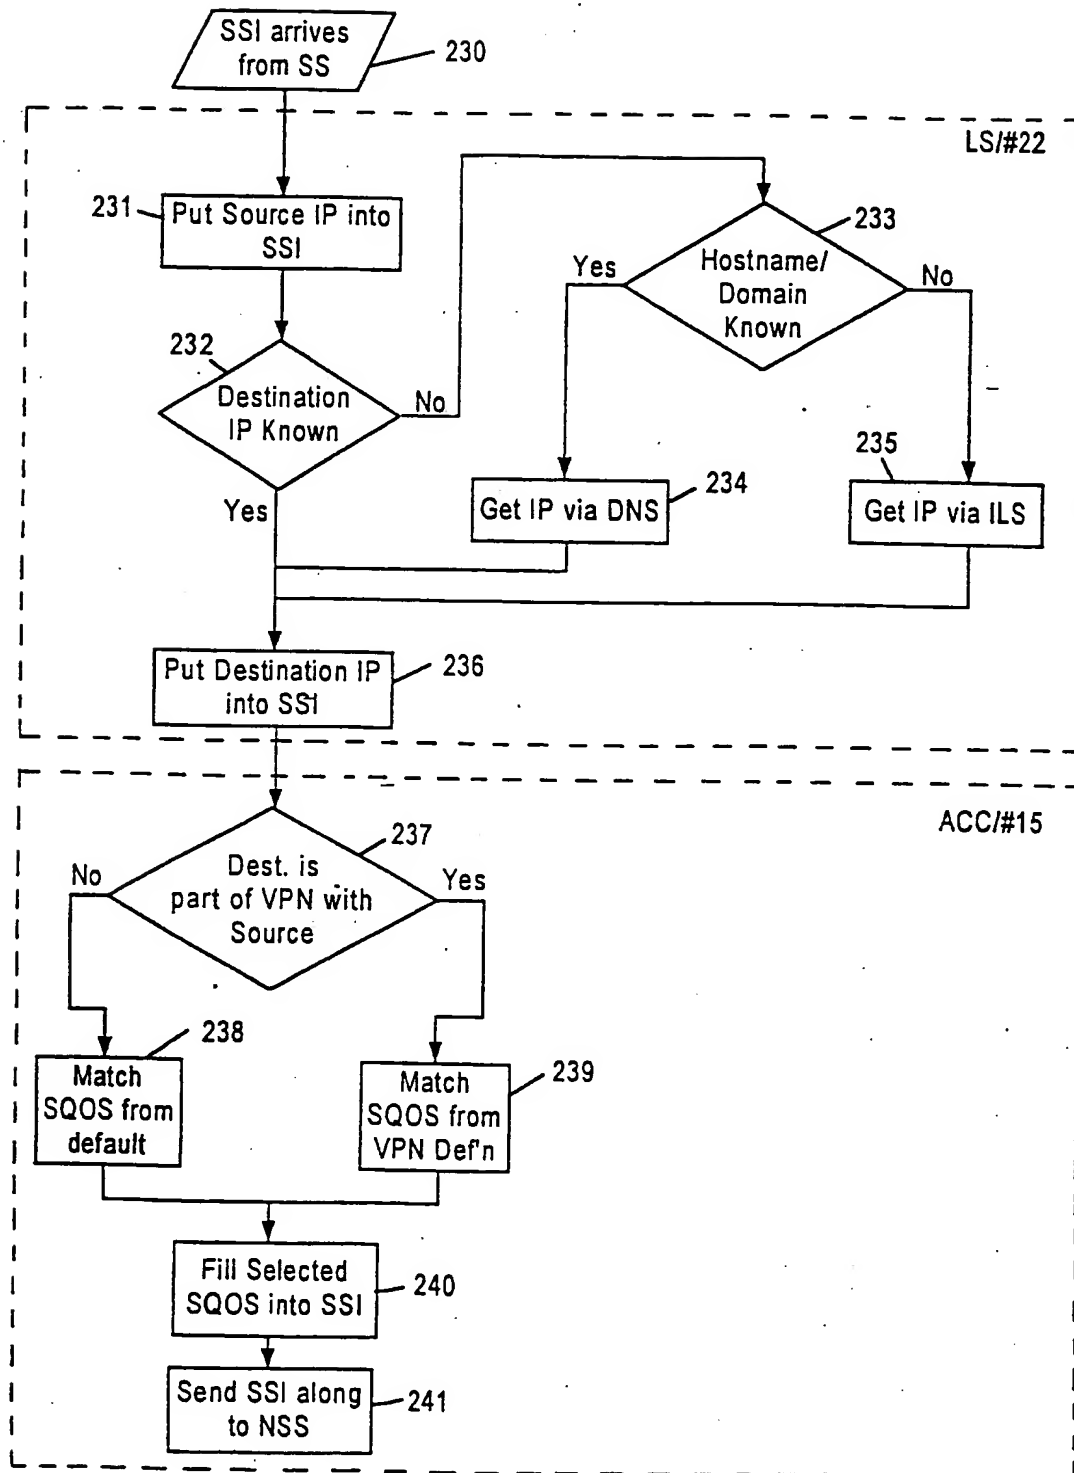 SSI arrives
from SS
230
LS/#22
231
Put Source IP into
SSI
233
Hostname/
Domain
Known
Yes
No
232
Destination
IP Known
No
Yes
Get IP via DNS
234
235
Get IP via ILS
Put Destination IP
into SSI
236
ACC/#15
237
Dest. is
part of VPN with
Source
No
Yes
238
Match
SQOS from
default
239
Match
SQOS from
VPN Def'n
Fill Selected
SQOS into SSI
240
Send SSI along
to NSS
241